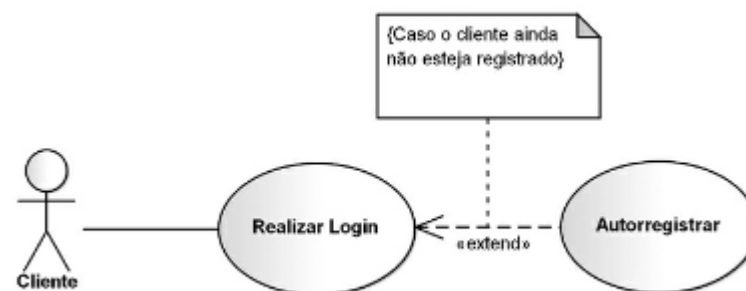 {Caso o cliente ainda
não esteja registrado}
Realizar Login
Autorregistrar
«extend»
Cliente